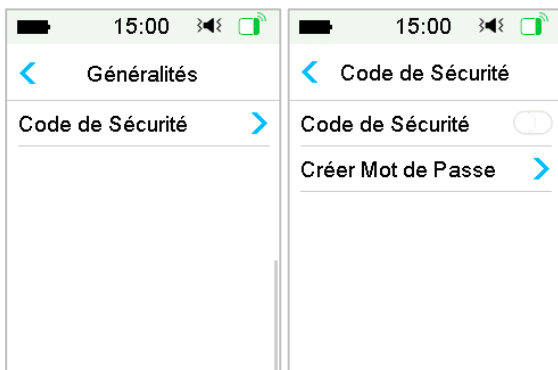 15:00
Généralités
Code de Sécurité
15:00
Code de Sécurité
Code de Sécurité
Créer Mot de Passe